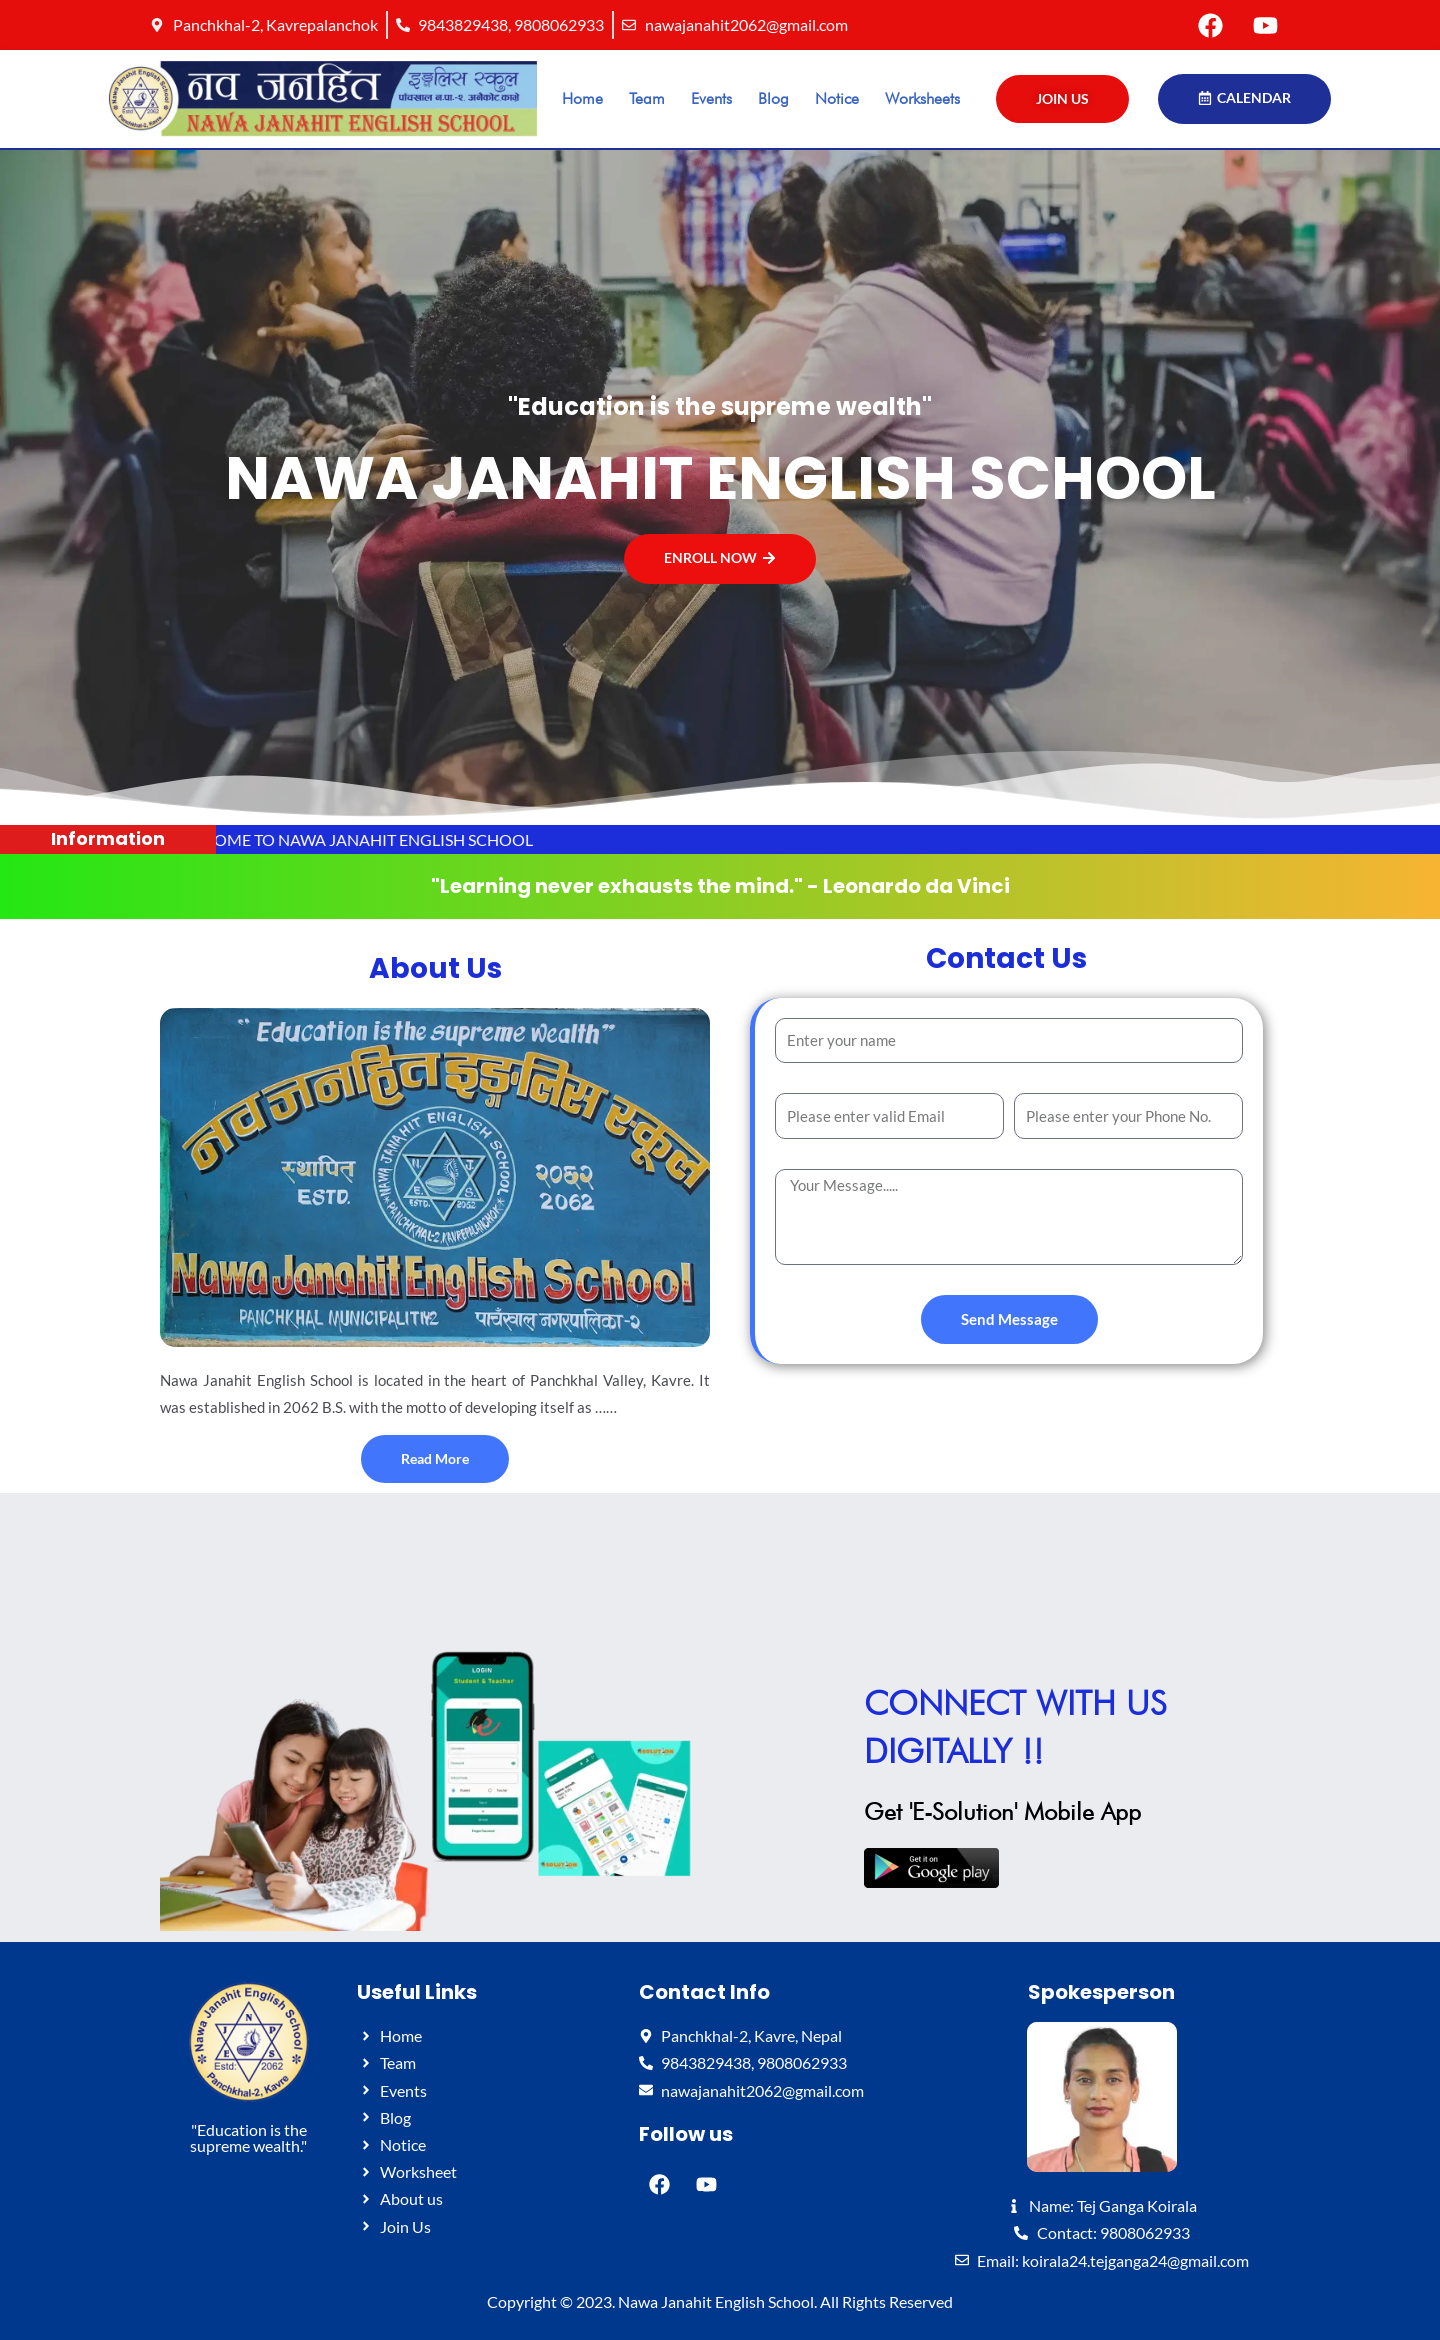 Panchkhal-2, Kavrepalanchok
9843829438, 9808062933
nawajanahit2062@gmail.com
नव जनहित इङ्गलिस स्कुल
NAWA JANAHIT ENGLISH SCHOOL
Home
Team
Events
Blog
Notice
Worksheets
JOIN US
CALENDAR
"Education is the supreme wealth"
NAWA JANAHIT ENGLISH SCHOOL
ENROLL NOW
Information
OME TO NAWA JANAHIT ENGLISH SCHOOL
"Learning never exhausts the mind." - Leonardo da Vinci
About Us
"Education is the supreme wealth"
नव जनहित इङ्गलिस स्कूल
NAWA JANAHIT ENGLISH SCHOOL
स्थापित
ESTD.
२०६२
2062
N. J. E. S.
ESTD. 2062
PANCHKHAL-2, KAVREPALANCHOK
Nawa Janahit English School
PANCHKHAL MUNICIPALITY-2
पाँचखाल नगरपालिका-२
Nawa Janahit English School is located in the heart of Panchkhal Valley, Kavre. It
was established in 2062 B.S. with the motto of developing itself as ……
Read More
Contact Us
Enter your name
Please enter valid Email
Please enter your Phone No.
Your Message.....
Send Message
LOGIN
Student & Teacher
CONNECT WITH US
DIGITALLY !!
Get 'E-Solution' Mobile App
Get it on
Google play
Nawa Janahit English School
Estd: 2062
Panchkhal-2, Kavre
"Education is the
supreme wealth."
Useful Links
Home
Team
Events
Blog
Notice
Worksheet
About us
Join Us
Contact Info
Panchkhal-2, Kavre, Nepal
9843829438, 9808062933
nawajanahit2062@gmail.com
Follow us
Spokesperson
Name: Tej Ganga Koirala
Contact: 9808062933
Email: koirala24.tejganga24@gmail.com
Copyright © 2023. Nawa Janahit English School. All Rights Reserved